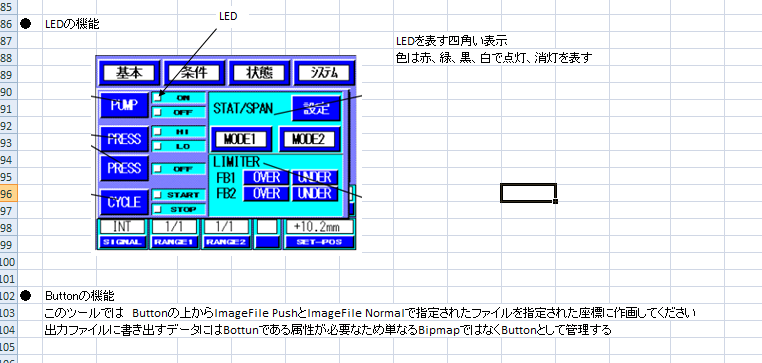 85
86 ● LEDの機能
LED
87 LEDを表す四角い表示
88 色は赤、緑、黒、白で点灯、消灯を表す
89
基本 条件 状態 システム
90
PUMP ON
91
OFF STAT/SPAN 設定
92
93
PRESS HI
LO MODE1 MODE2
94
LIMITER
95
PRESS OFF FB1 OVER UNDER
96
FB2 OVER UNDER
97
CYCLE START
STOP
98
INT 1/1 1/1 +10.2mm
99
SIGNAL RANGE1 RANGE2 SET-POS
100
101
102 ● Buttonの機能
103 このツールでは Buttonの上からImageFile PushとImageFile Normalで指定されたファイルを指定された座標に作画してください
104 出力ファイルに書き出すデータにはBottunである属性が必要なため単なるBipmapではなくButtonとして管理する
105